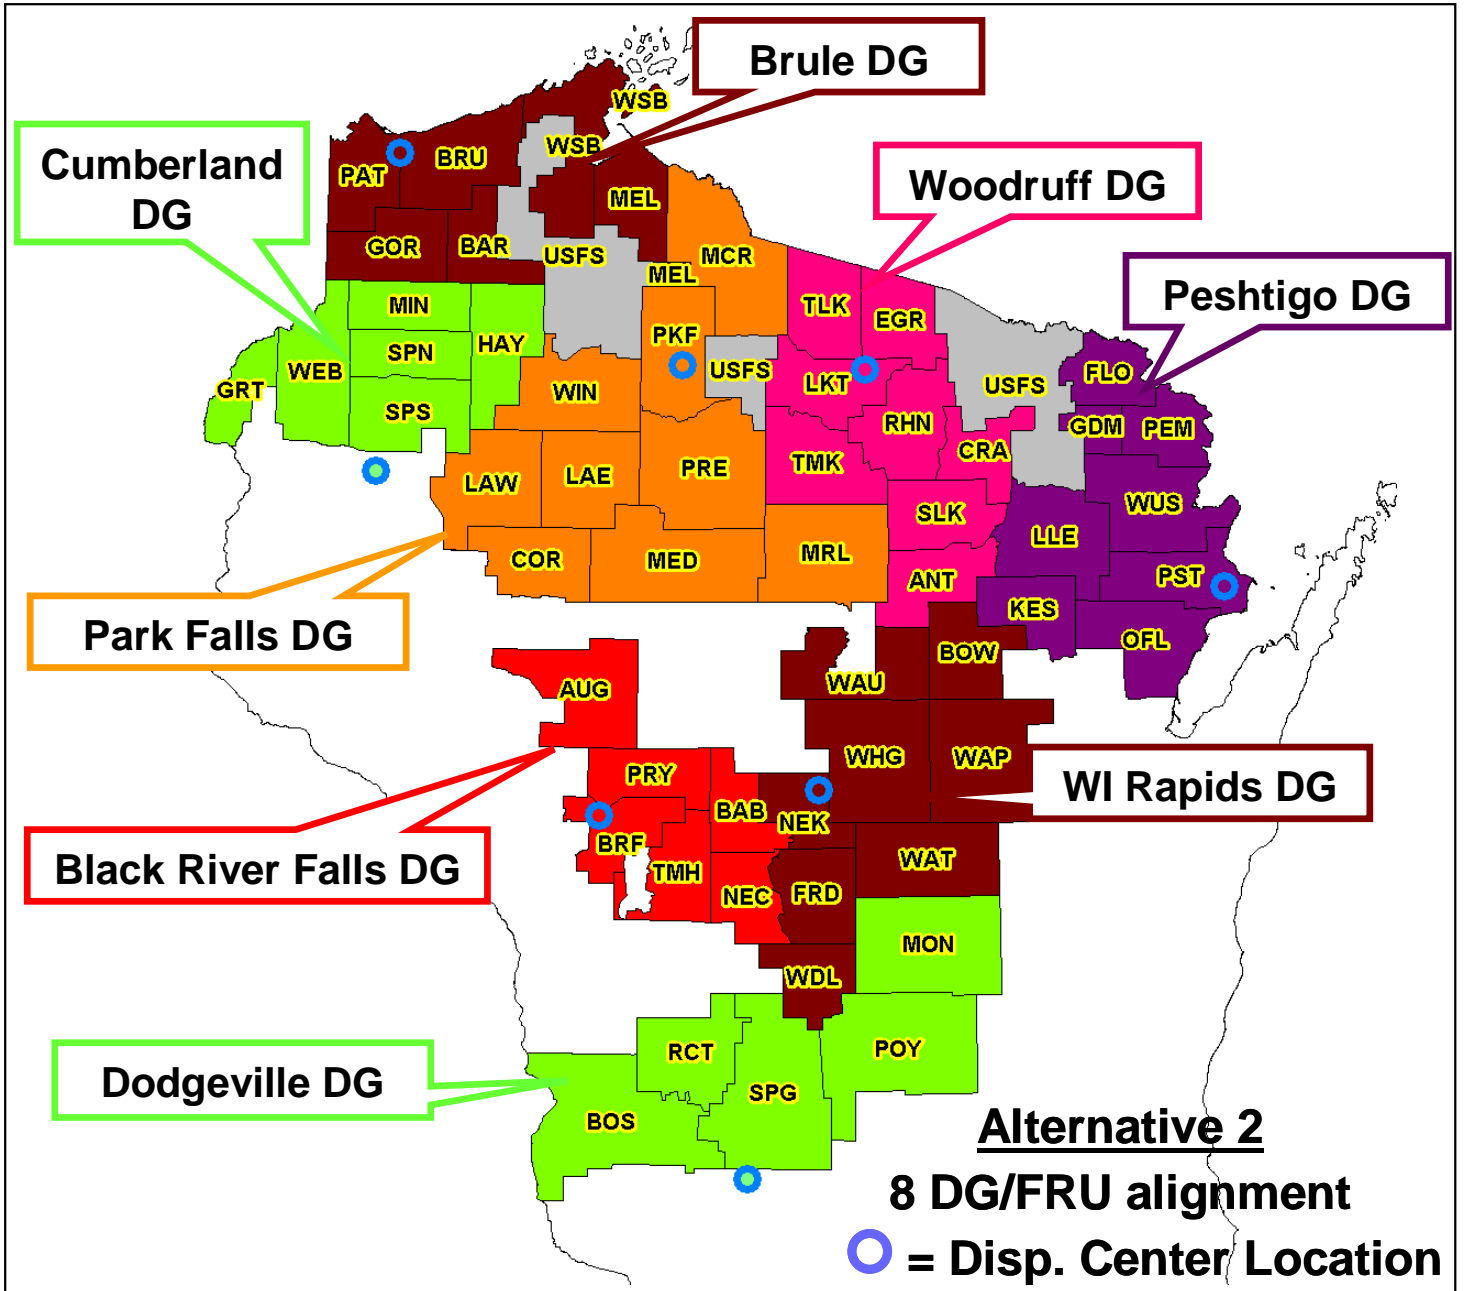 Brule DG
WSB
Cumberland
DG
WSB
BRU
PAT
Woodruff DG
MEL
GOR
BAR
USFS
MCR
MEL
Peshtigo DG
MIN
TLK
EGR
PKF
HAY
SPN
WEB
USFS
FLO
LKT
USFS
GRT
WIN
SPS
RHN
GDM
PEM
CRA
TMK
PRE
LAE
LAW
WUS
SLK
LLE
MRL
COR
MED
PST
ANT
KES
Park Falls DG
OFL
BOW
WAU
AUG
WHG
WAP
PRY
WI Rapids DG
BAB
NEK
BRF
WAT
Black River Falls DG
TMH
NEC
FRD
MON
WDL
RCT
POY
Dodgeville DG
SPG
BOS
Alternative 2
8 DG/FRU alignment
= Disp. Center Location